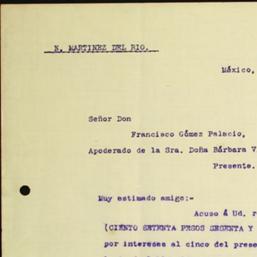 N. MARTINEZ DEL RIO.
México,
Señor Don
Francisco Gómez Palacio,
Apoderado de la Sra. Doña Bárbara V
Presente.
Muy estimado amigo:-
Acuso á Ud. r
(CIENTO SETENTA PESOS SESENTA Y
por intereses al cinco del prese